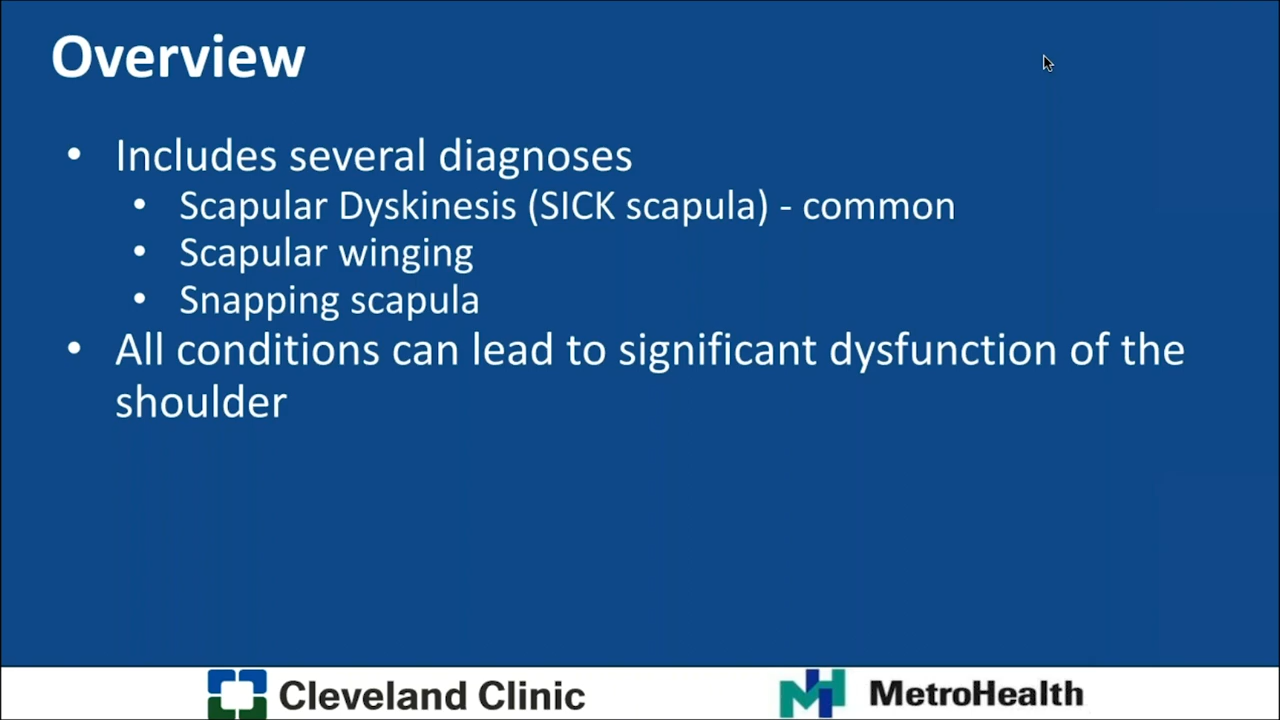 Overview
• Includes several diagnoses
• Scapular Dyskinesis (SICK scapula) - common
• Scapular winging
• Snapping scapula
• All conditions can lead to significant dysfunction of the
shoulder
Cleveland Clinic
MetroHealth